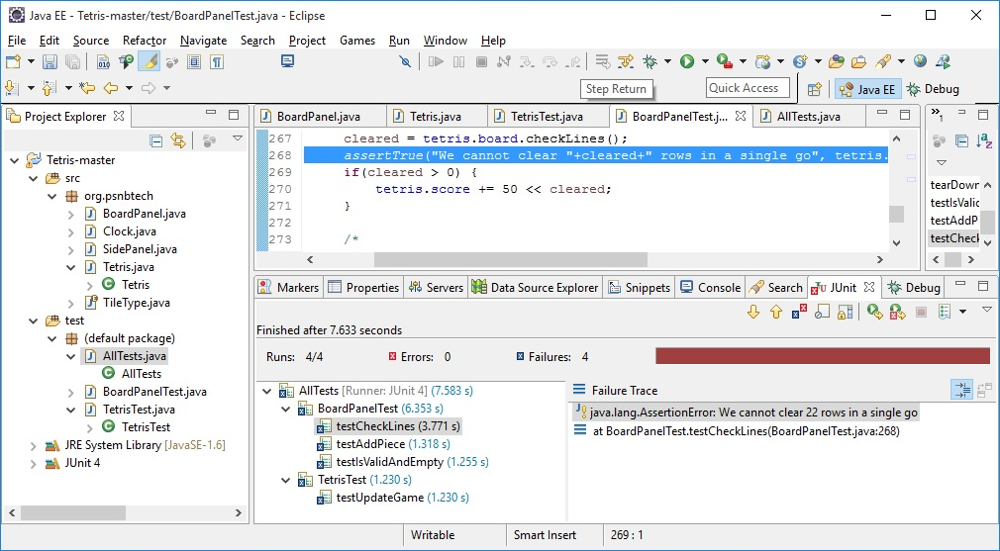 Java EE - Tetris-master/test/BoardPanelTest.java - Eclipse
File Edit Source Refactor Navigate Search Project Games Run Window Help
Step Return
Quick Access
Java EE
Debug
Project Explorer
Tetris-master
src
org.psnbtech
BoardPanel.java
Clock.java
SidePanel.java
Tetris.java
Tetris
TileType.java
test
(default package)
AllTests.java
AllTests
BoardPanelTest.java
TetrisTest.java
TetrisTest
JRE System Library [JavaSE-1.6]
JUnit 4
BoardPanel.java Tetris.java TetrisTest.java BoardPanelTest.j... AllTests.java
267 cleared = tetris.board.checkLines();
268 assertTrue("We cannot clear "+cleared+" rows in a single go", tetris.
269 if(cleared > 0) {
270 tetris.score += 50 << cleared;
271 }
272
273 /*
»1
tearDown
testIsValid
testAddP
testCheck
Markers Properties Servers Data Source Explorer Snippets Console Search JUnit Debug
Finished after 7.633 seconds
Runs: 4/4 Errors: 0 Failures: 4
AllTests [Runner: JUnit 4] (7.583 s)
BoardPanelTest (6.353 s)
testCheckLines (3.771 s)
testAddPiece (1.318 s)
testIsValidAndEmpty (1.255 s)
TetrisTest (1.230 s)
testUpdateGame (1.230 s)
Failure Trace
java.lang.AssertionError: We cannot clear 22 rows in a single go
at BoardPanelTest.testCheckLines(BoardPanelTest.java:268)
Writable Smart Insert 269 : 1